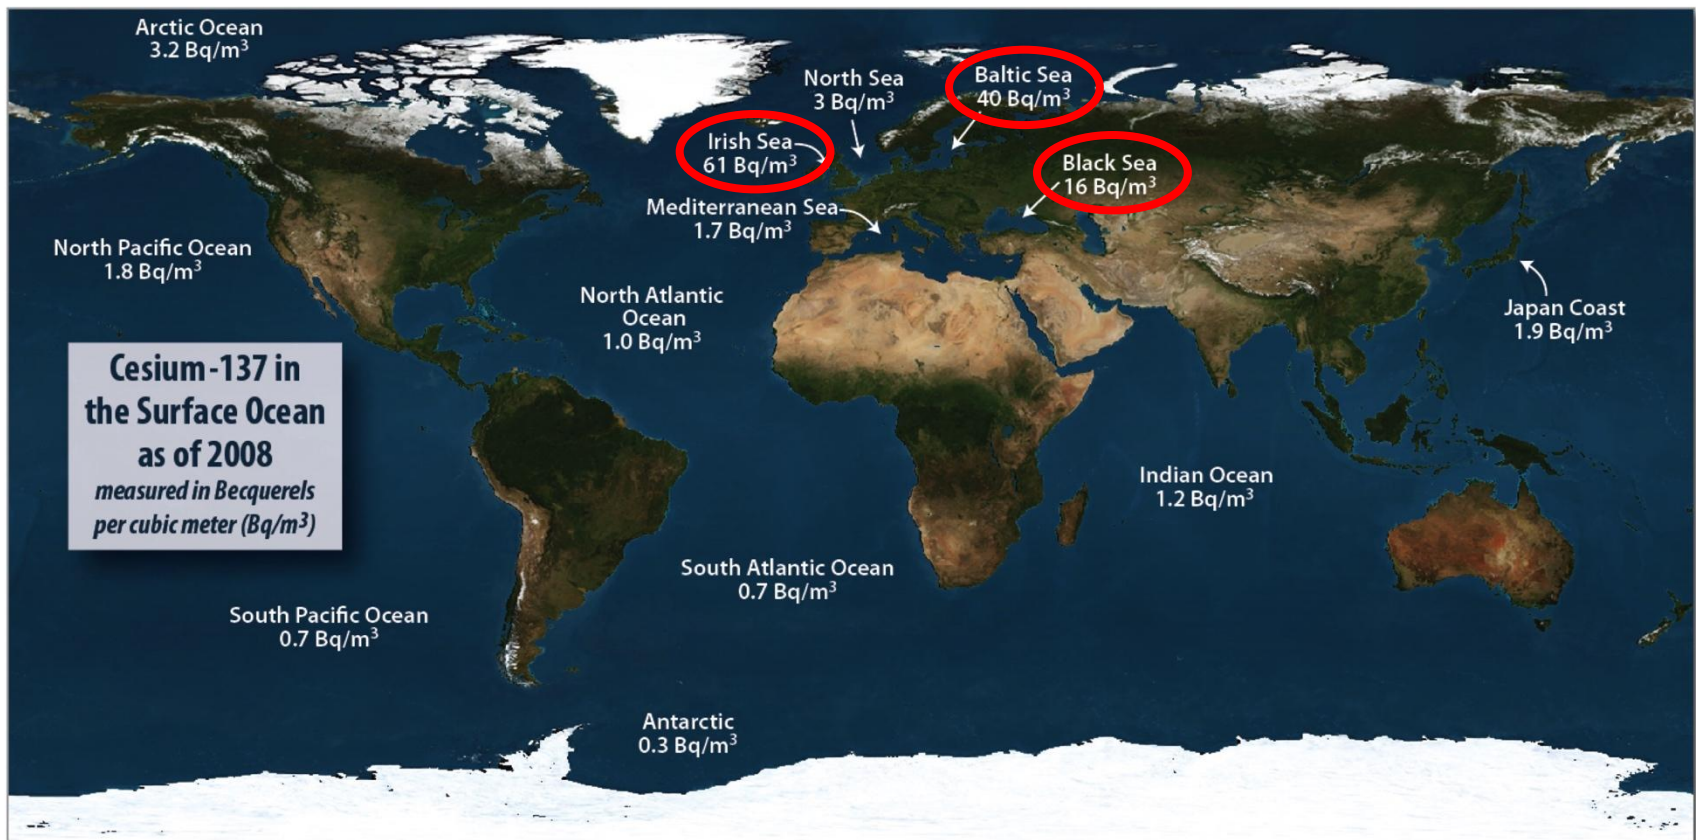 Arctic Ocean
3.2 Bq/m³
North Sea
3 Bq/m³
Baltic Sea
40 Bq/m³
Irish Sea
61 Bq/m³
Black Sea
16 Bq/m³
Mediterranean Sea
1.7 Bq/m³
North Pacific Ocean
1.8 Bq/m³
North Atlantic
Ocean
1.0 Bq/m³
Japan Coast
1.9 Bq/m³
Cesium-137 in
the Surface Ocean
as of 2008
measured in Becquerels
per cubic meter (Bq/m³)
Indian Ocean
1.2 Bq/m³
South Atlantic Ocean
0.7 Bq/m³
South Pacific Ocean
0.7 Bq/m³
Antarctic
0.3 Bq/m³